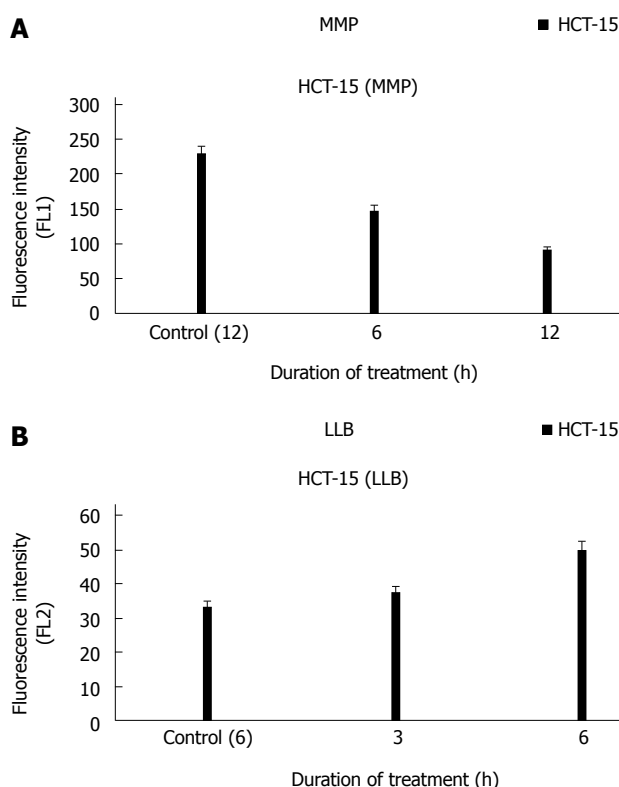 A
MMP
HCT-15
HCT-15 (MMP)
300
250
200
150
100
50
0
Fluorescence intensity
(FL1)
Control (12) 6 12
Duration of treatment (h)
B
LLB
HCT-15
HCT-15 (LLB)
60
50
40
30
20
10
0
Fluorescence intensity
(FL2)
Control (6) 3 6
Duration of treatment (h)